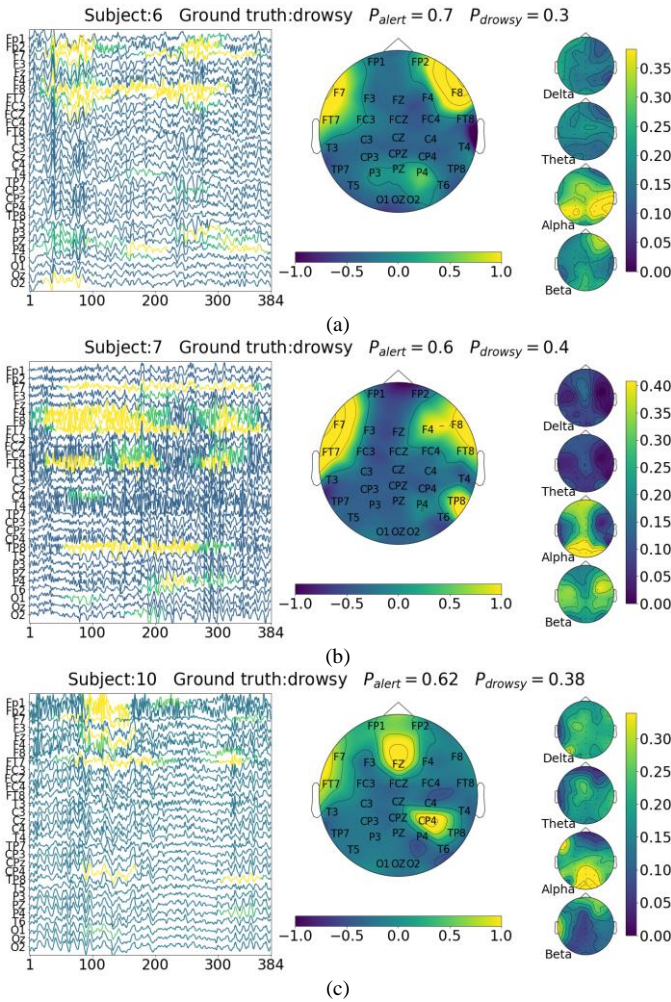 Subject:6 Ground truth:drowsy P_alert = 0.7 P_drowsy = 0.3
Fp1
Fp2
F7
F3
Fz
F4
F8
FT7
FC3
FCZ
FC4
FT8
T3
C3
Cz
C4
T4
TP7
CP3
CPz
CP4
TP8
T5
P3
PZ
P4
T6
O1
Oz
O2
1 100 200 300 384
FP1 FP2
F7 F3 FZ F4 F8
FT7 FC3 FCZ FC4 FT8
T3 C3 CZ C4 T4
TP7 CP3 CPZ CP4 TP8
T5 P3 PZ P4 T6
O1 OZ O2
−1.0 −0.5 0.0 0.5 1.0
Delta
Theta
Alpha
Beta
0.35
0.30
0.25
0.20
0.15
0.10
0.05
0.00
(a)
Subject:7 Ground truth:drowsy P_alert = 0.6 P_drowsy = 0.4
Fp1
Fp2
F7
F3
Fz
F4
F8
FT7
FC3
FCZ
FC4
FT8
T3
C3
Cz
C4
T4
TP7
CP3
CPz
CP4
TP8
T5
P3
PZ
P4
T6
O1
Oz
O2
1 100 200 300 384
FP1 FP2
F7 F3 FZ F4 F8
FT7 FC3 FCZ FC4 FT8
T3 C3 CZ C4 T4
TP7 CP3 CPZ CP4 TP8
T5 P3 PZ P4 T6
O1 OZ O2
−1.0 −0.5 0.0 0.5 1.0
Delta
Theta
Alpha
Beta
0.40
0.35
0.30
0.25
0.20
0.15
0.10
0.05
0.00
(b)
Subject:10 Ground truth:drowsy P_alert = 0.62 P_drowsy = 0.38
Fp1
Fp2
F7
F3
Fz
F4
F8
FT7
FC3
FCZ
FC4
FT8
T3
C3
Cz
C4
T4
TP7
CP3
CPz
CP4
TP8
T5
P3
PZ
P4
T6
O1
Oz
O2
1 100 200 300 384
FP1 FP2
F7 F3 FZ F4 F8
FT7 FC3 FCZ FC4 FT8
T3 C3 CZ C4 T4
TP7 CP3 CPZ CP4 TP8
T5 P3 PZ P4 T6
O1 OZ O2
−1.0 −0.5 0.0 0.5 1.0
Delta
Theta
Alpha
Beta
0.30
0.25
0.20
0.15
0.10
0.05
0.00
(c)